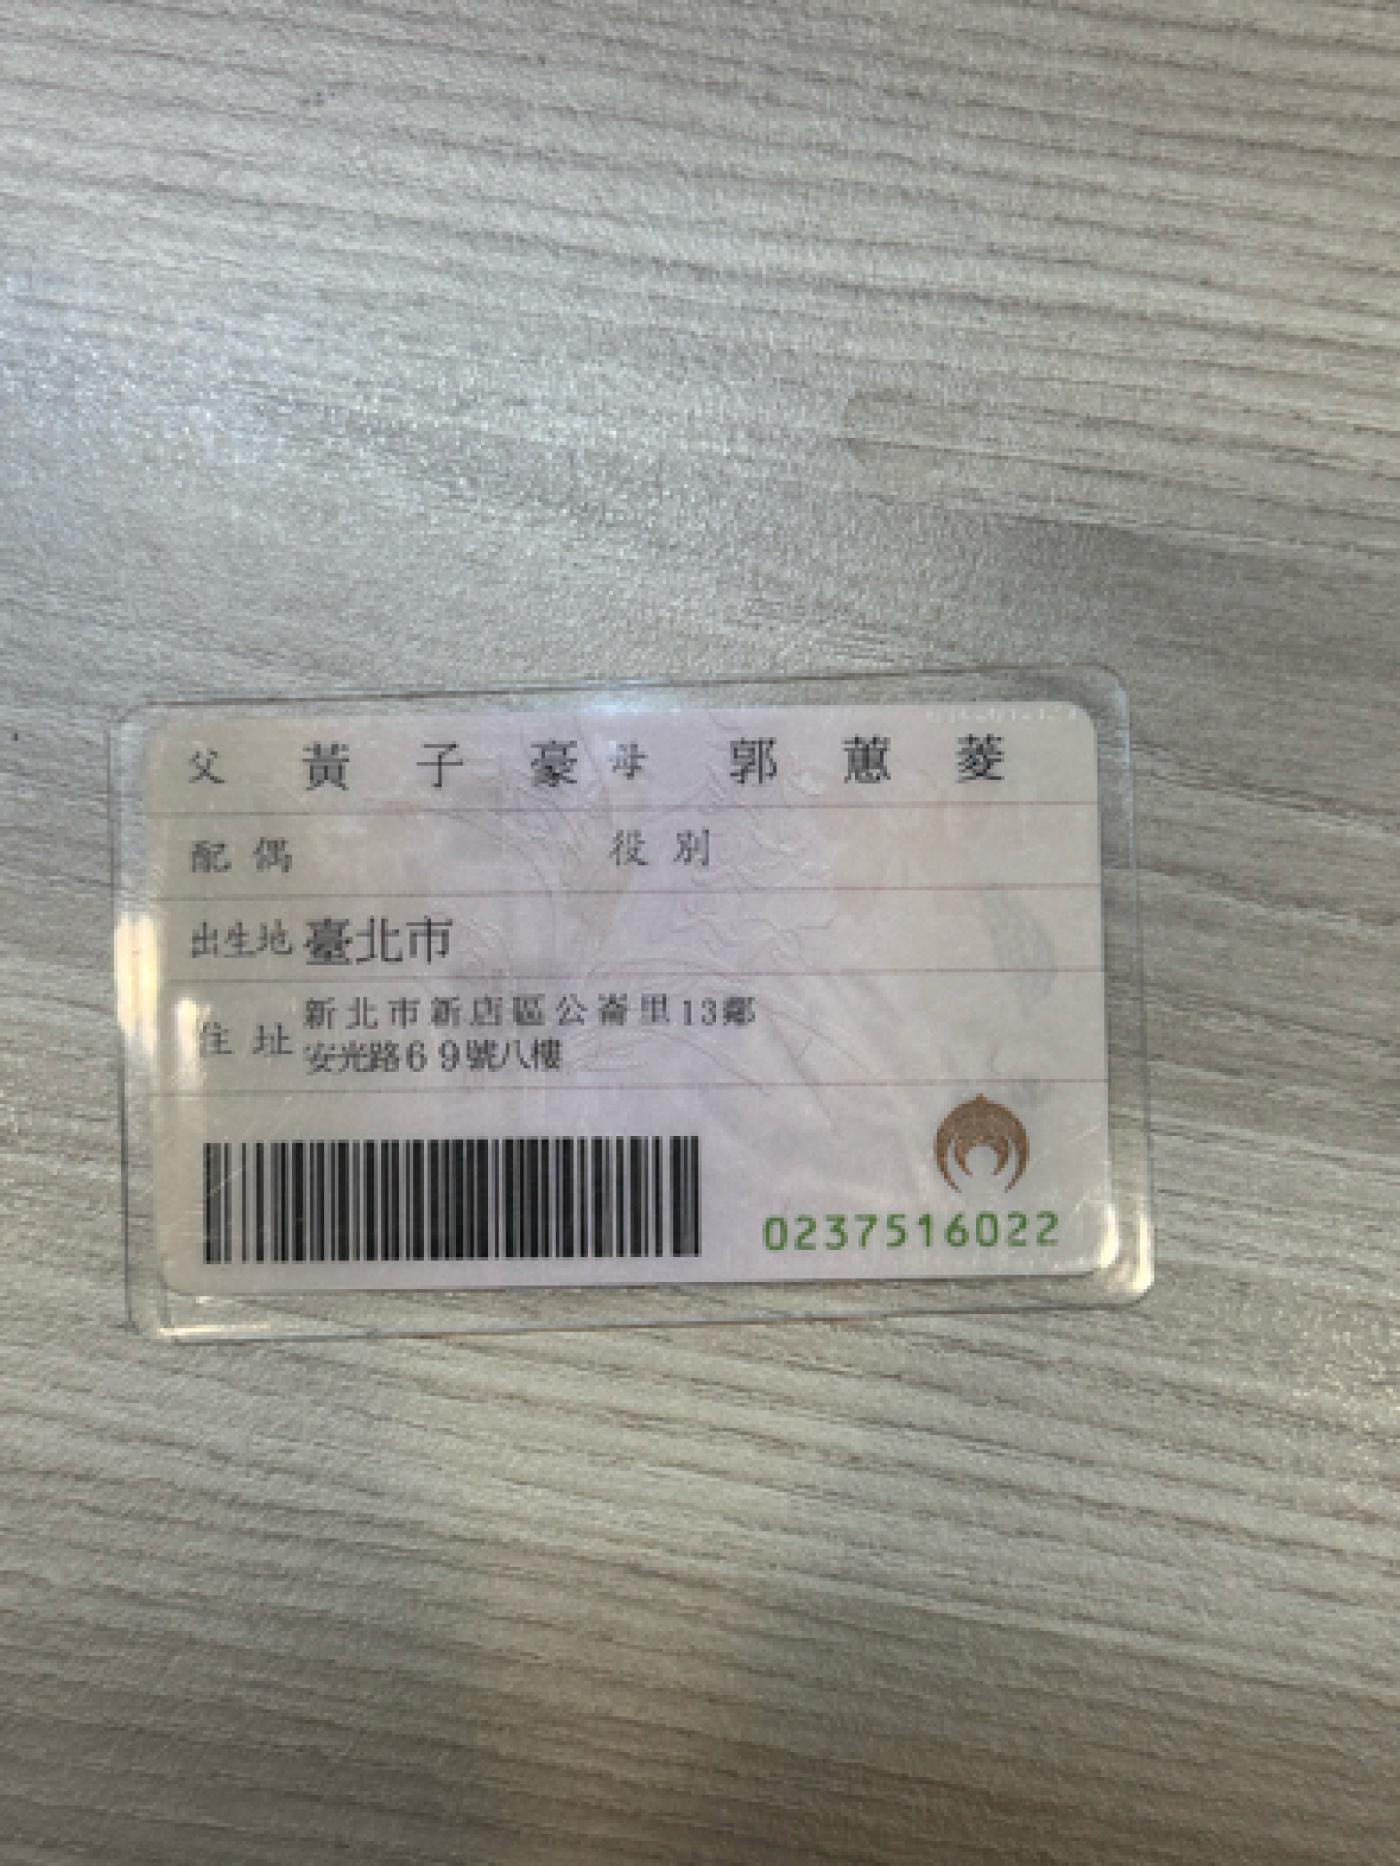 父 黃子豪 母 郭蕙菱
配偶 役別
出生地 臺北市
住址 新北市新店區公崙里13鄰
安光路69號八樓
0237516022